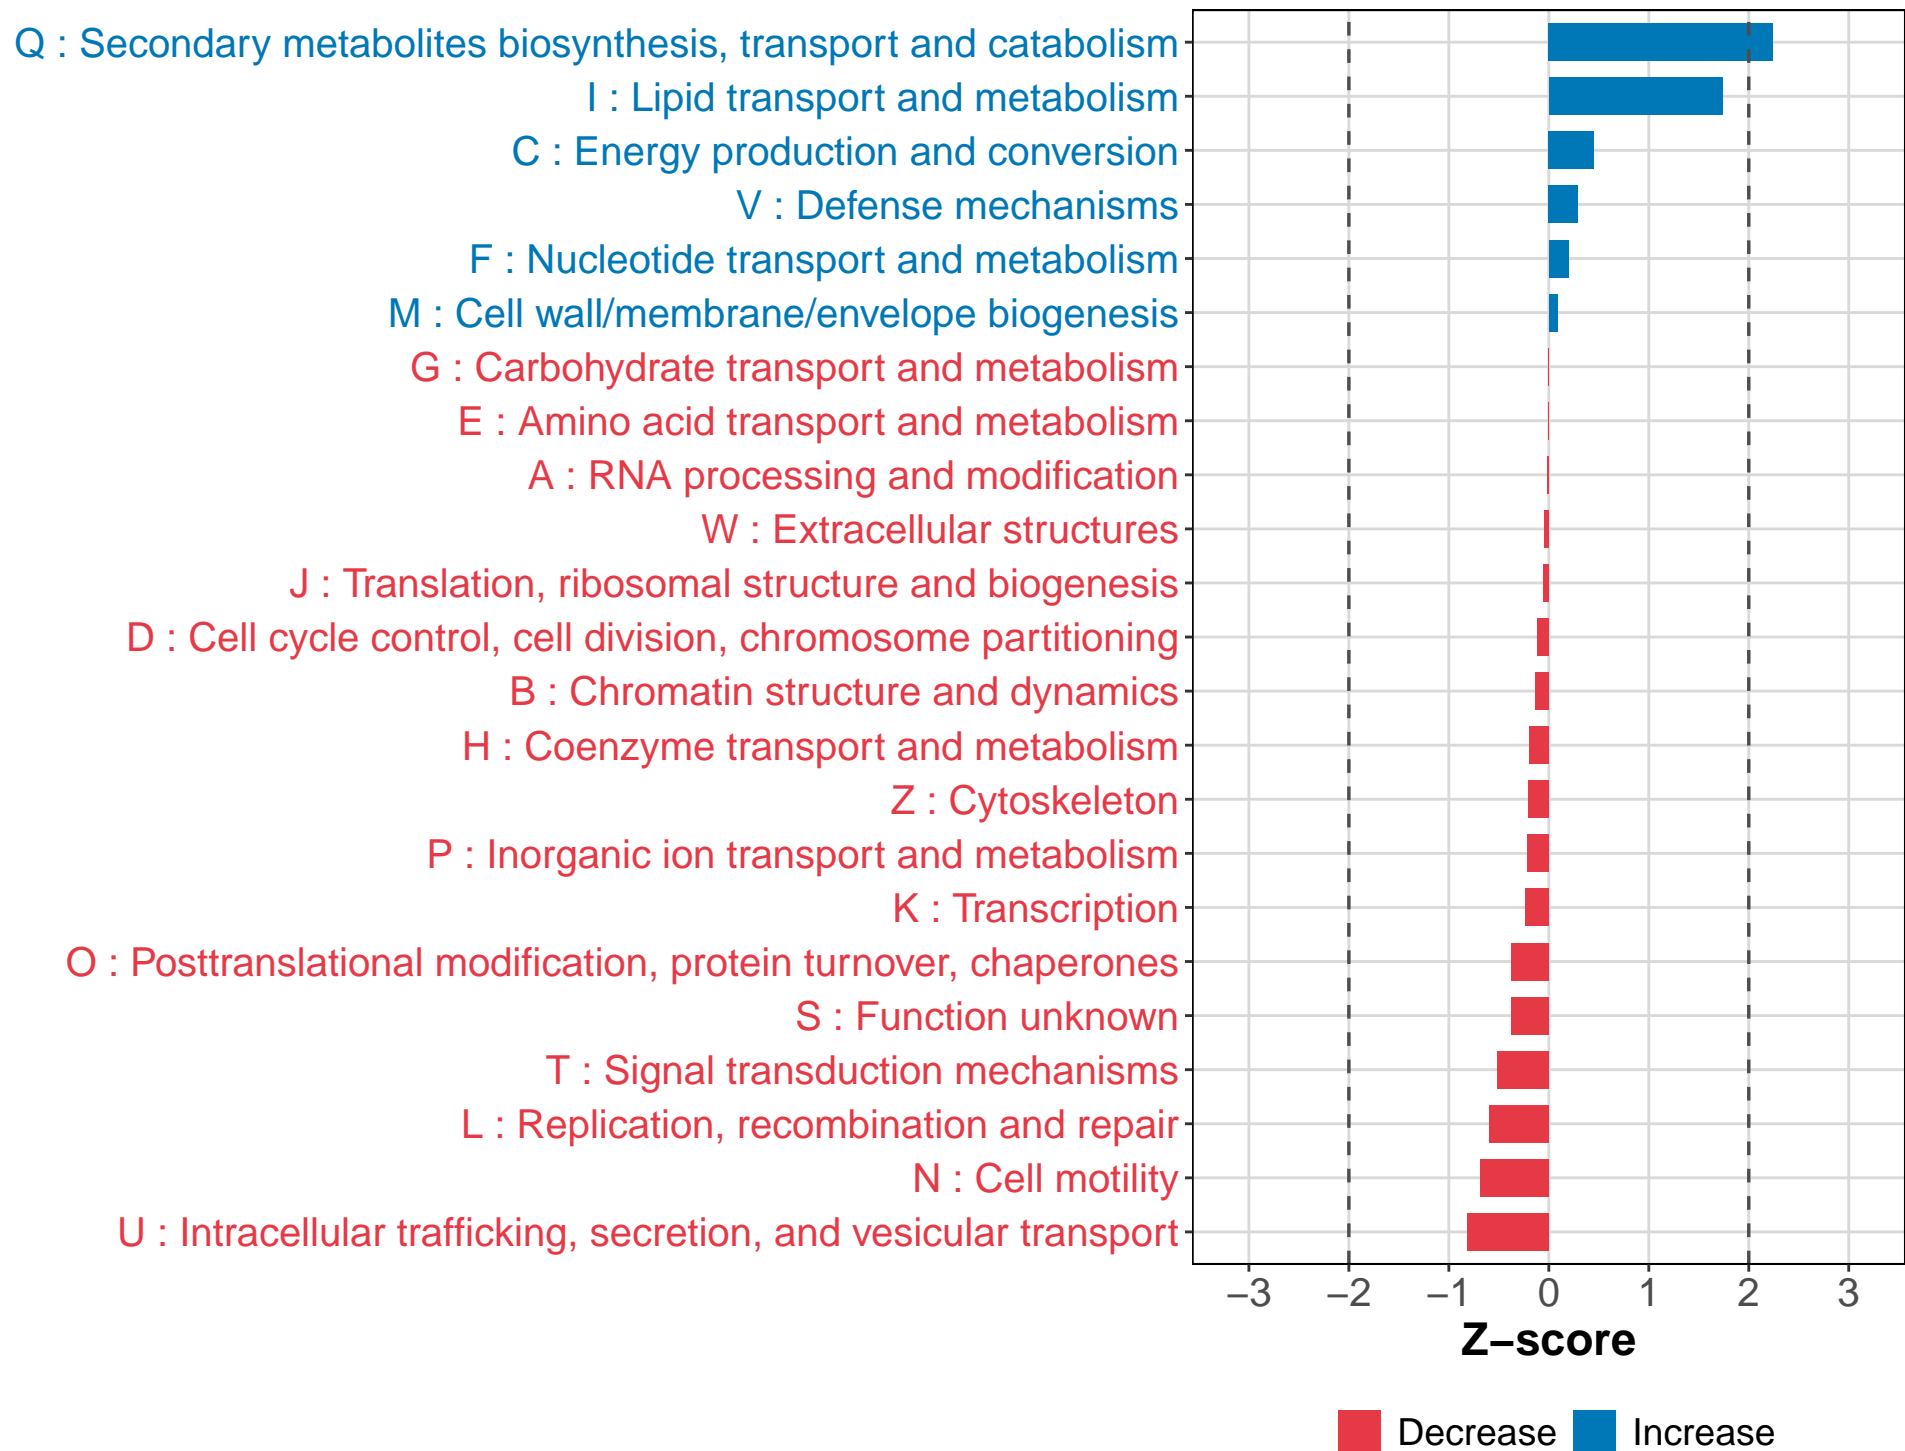 Q : Secondary metabolites biosynthesis, transport and catabolism
I : Lipid transport and metabolism
C : Energy production and conversion
V : Defense mechanisms
F : Nucleotide transport and metabolism
M : Cell wall/membrane/envelope biogenesis
G : Carbohydrate transport and metabolism
E : Amino acid transport and metabolism
A : RNA processing and modification
W : Extracellular structures
J : Translation, ribosomal structure and biogenesis
D : Cell cycle control, cell division, chromosome partitioning
B : Chromatin structure and dynamics
H : Coenzyme transport and metabolism
Z : Cytoskeleton
P : Inorganic ion transport and metabolism
K : Transcription
O : Posttranslational modification, protein turnover, chaperones
S : Function unknown
T : Signal transduction mechanisms
L : Replication, recombination and repair
N : Cell motility
U : Intracellular trafficking, secretion, and vesicular transport
−3 −2 −1 0 1 2 3
Z−score
Decrease Increase